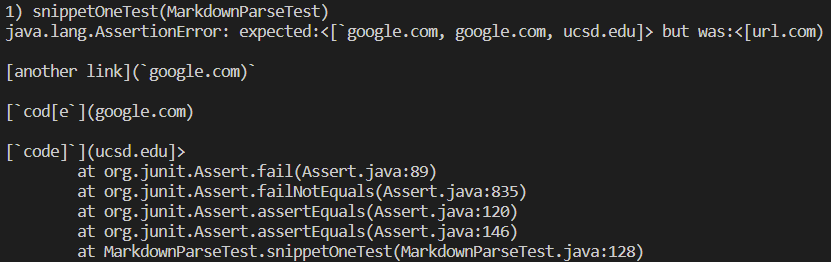 1) snippetOneTest(MarkdownParseTest)
java.lang.AssertionError: expected:<[`google.com, google.com, ucsd.edu]> but was:<[url.com)
[another link](`google.com)`
[`cod[e`](google.com)
[`code]`](ucsd.edu]>
at org.junit.Assert.fail(Assert.java:89)
at org.junit.Assert.failNotEquals(Assert.java:835)
at org.junit.Assert.assertEquals(Assert.java:120)
at org.junit.Assert.assertEquals(Assert.java:146)
at MarkdownParseTest.snippetOneTest(MarkdownParseTest.java:128)